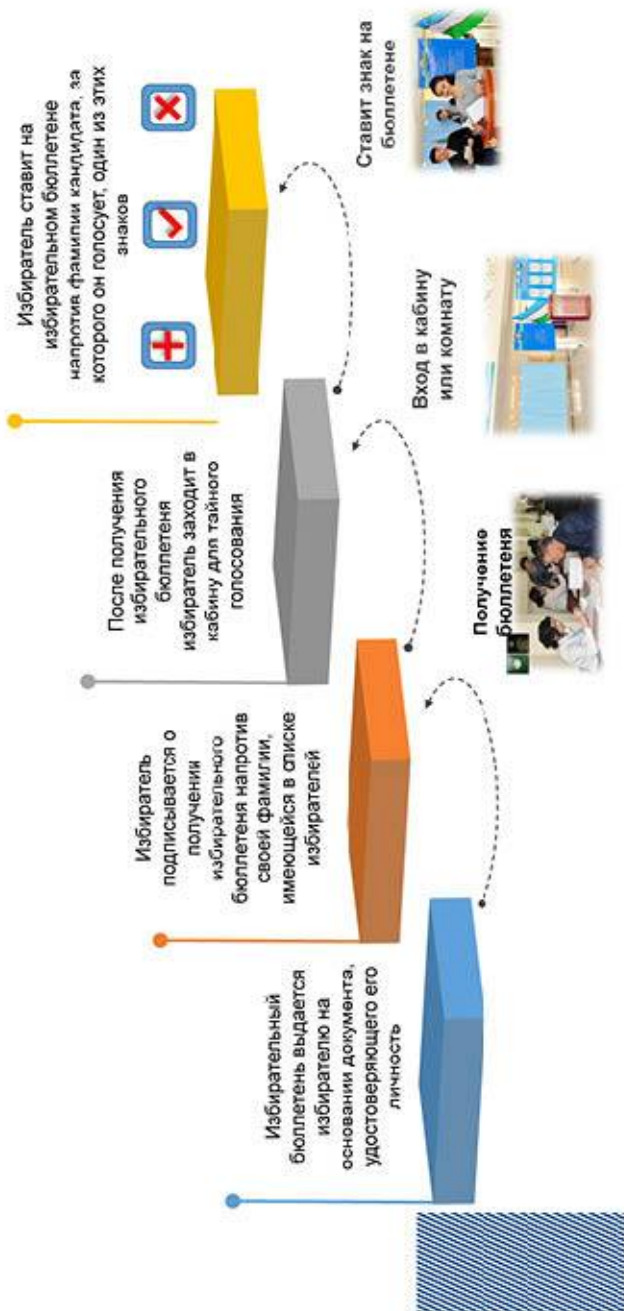 Избирательный
бюллетень выдается
избирателю на
основании документа,
удостоверяющего его
личность
Избиратель
подписывается о
получении
избирательного
бюллетеня напротив
своей фамилии,
имеющейся в списке
избирателей
После получения
избирательного
бюллетеня
избиратель заходит в
кабину для тайного
голосования
Избиратель ставит на
избирательном бюллетене
напротив фамилии кандидата, за
которого он голосует, один из этих
знаков
Получение
бюллетеня
Вход в кабину
или комнату
Ставит знак на
бюллетене